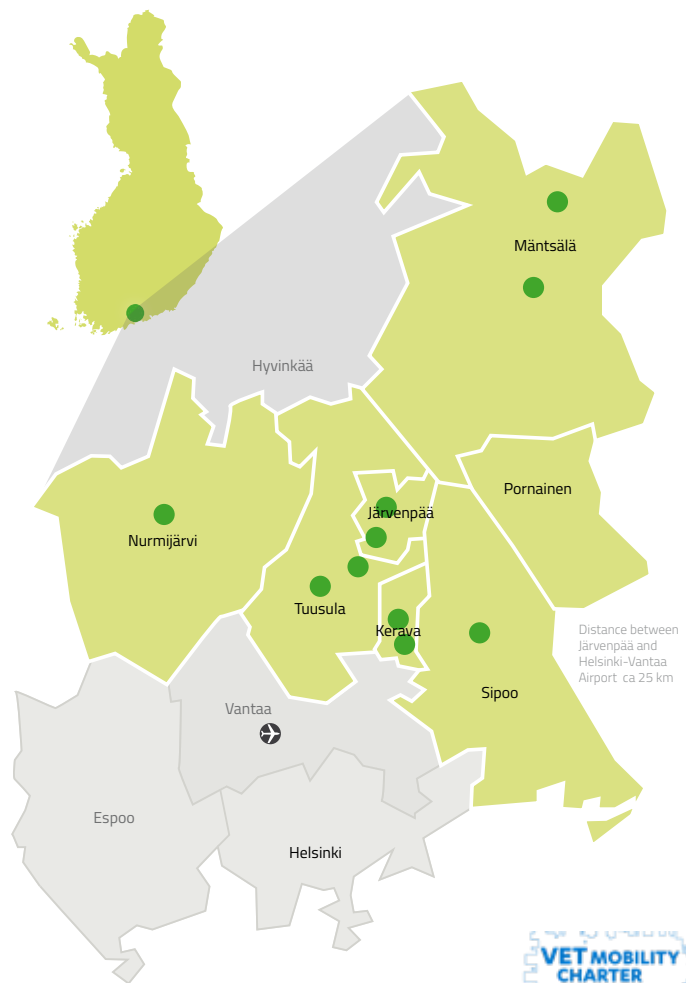 Mäntsälä
Hyvinkää
Pornainen
Järvenpää
Nurmijärvi
Tuusula
Kerava
Distance between
Järvenpää and
Helsinki-Vantaa
Airport ca 25 km
Sipoo
Vantaa
Espoo
Helsinki
VET MOBILITY
CHARTER